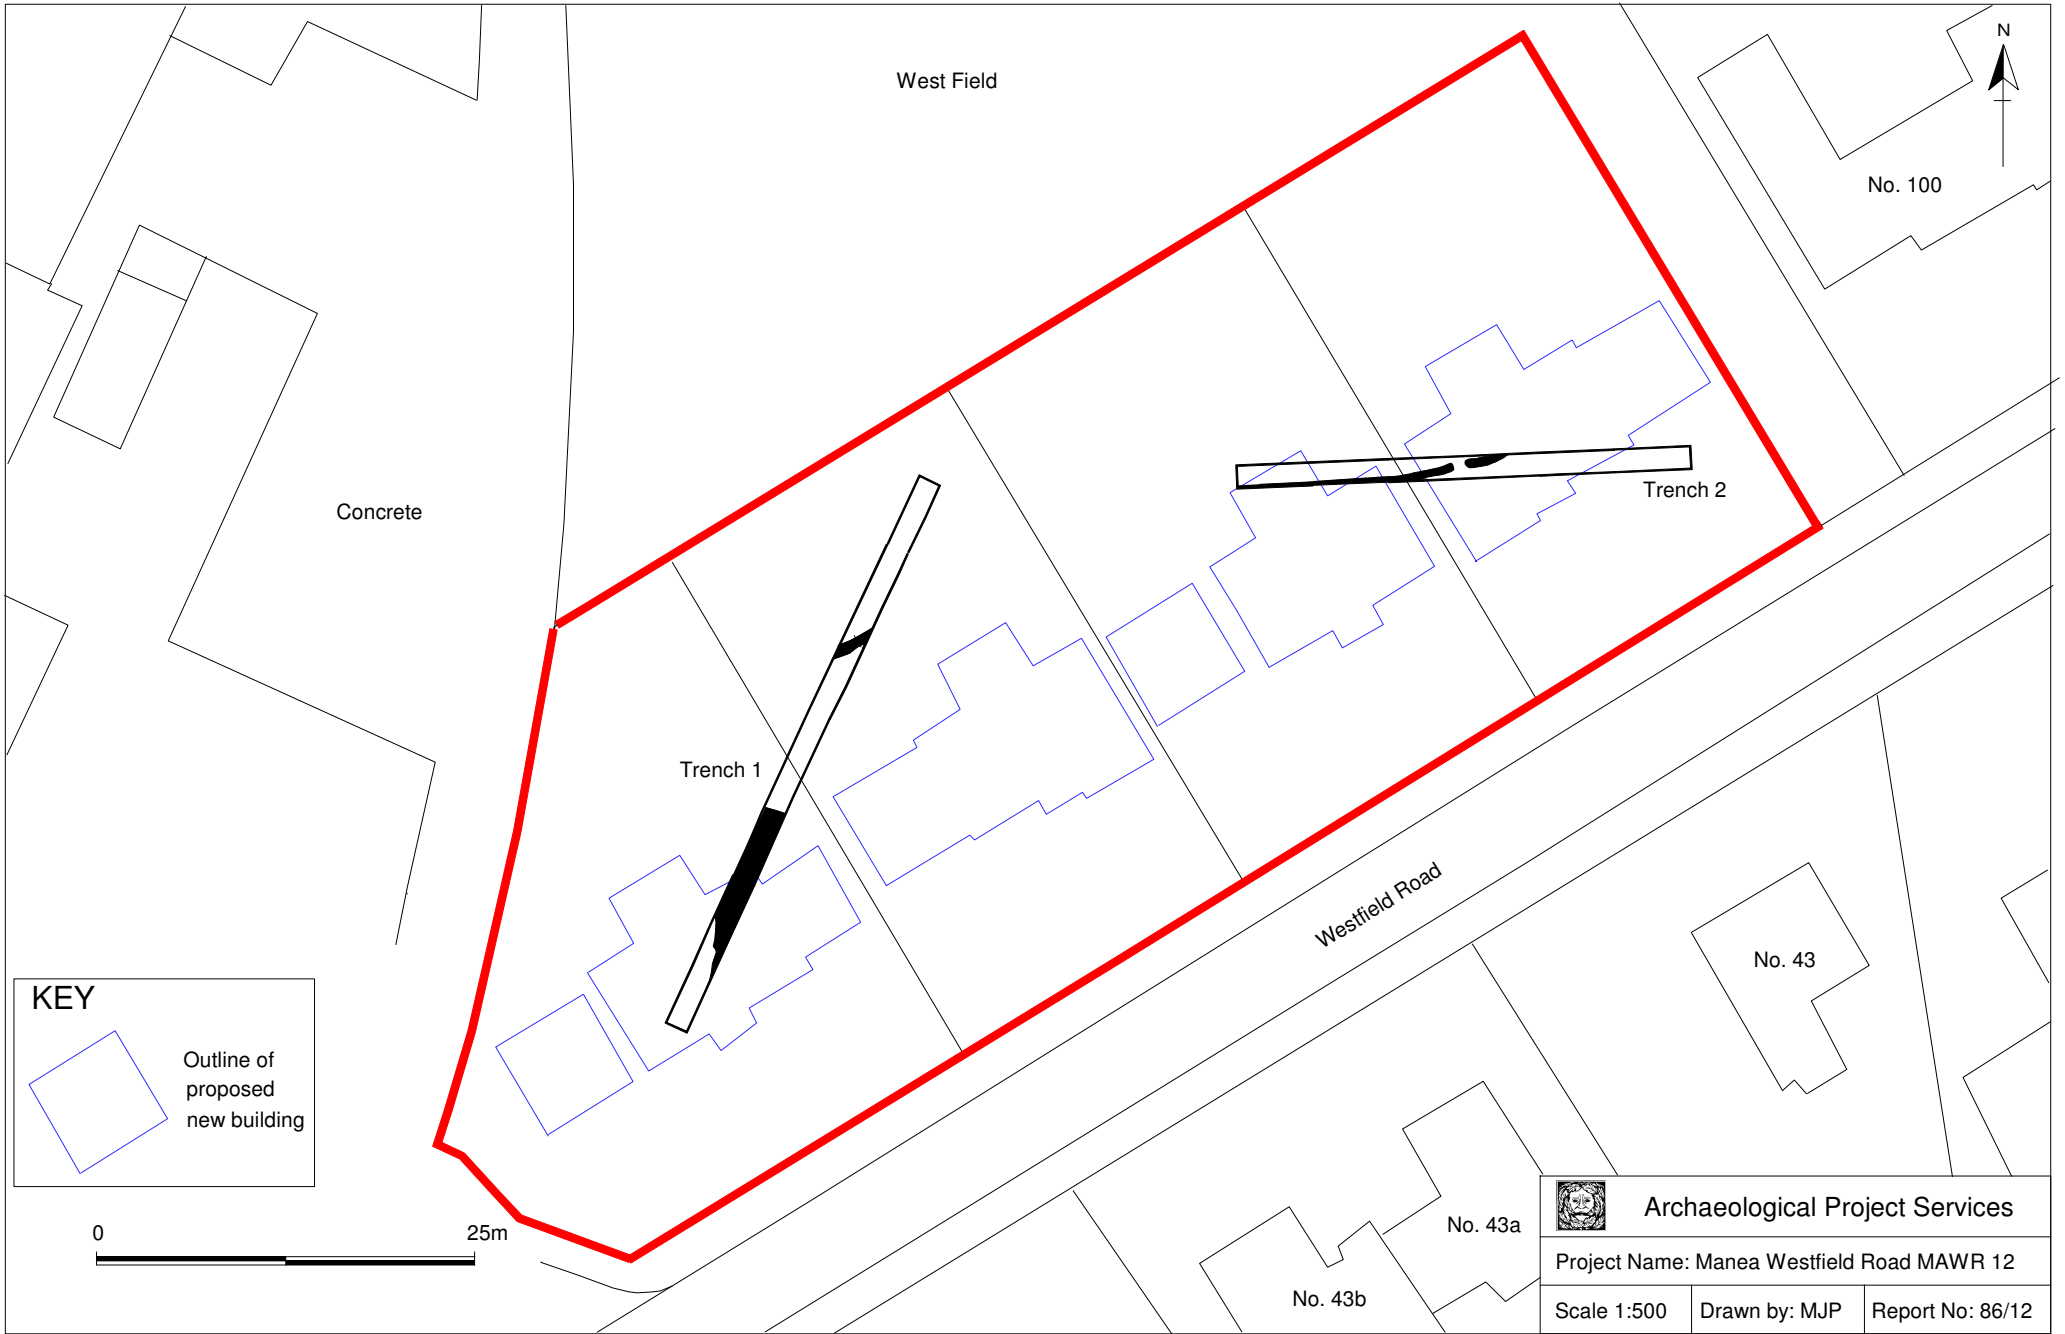 West Field
N
No. 100
Concrete
Trench 2
Trench 1
Westfield Road
No. 43
KEY
Outline of
proposed
new building
0 25m
No. 43a
No. 43b
Archaeological Project Services
Project Name: Manea Westfield Road MAWR 12
Scale 1:500 Drawn by: MJP Report No: 86/12